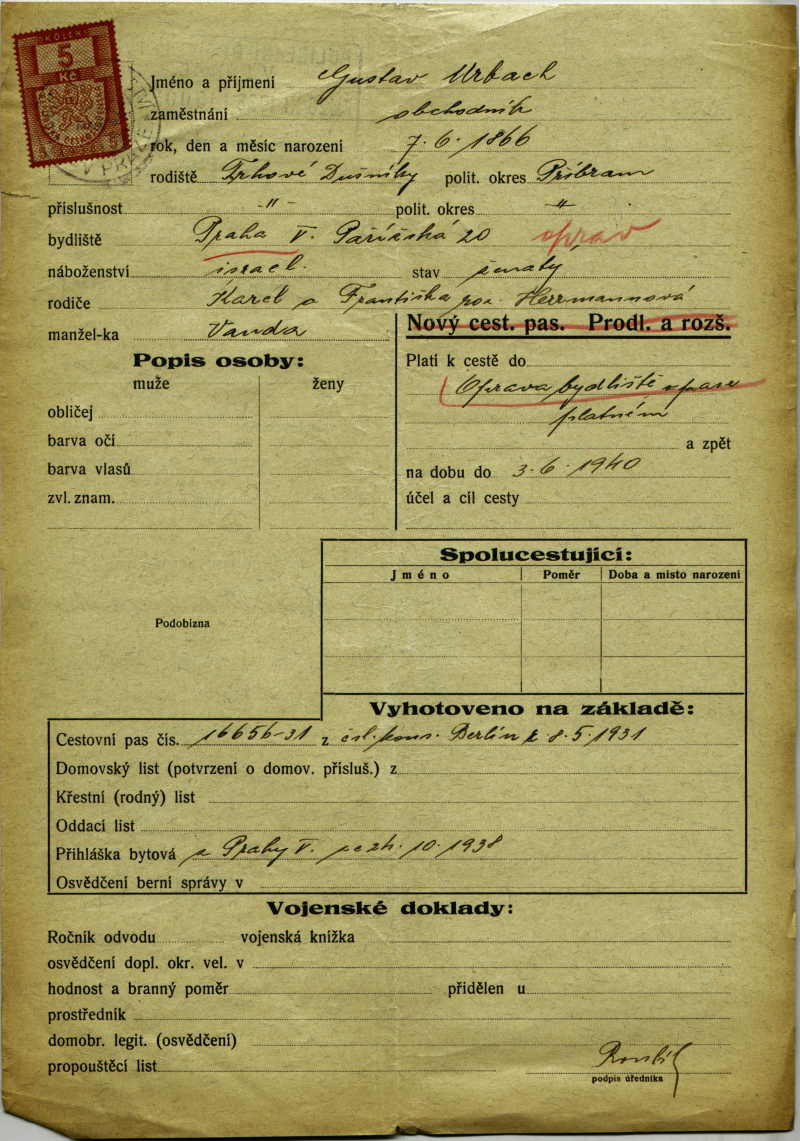 KOLEK
5
Kč
Jméno a příjmení Gustav Urbach
zaměstnání obchodník
rok, den a měsíc narození 7. 6. 1866
rodiště Trhové Dušníky polit. okres Příbram
příslušnost -"- polit. okres -"-
bydliště Praha V. Pařížská 20 oprav
náboženství israel. stav ženatý
rodiče Karel a Františka roz. Herrmannová
manžel-ka Vanda
Nový cest. pas. Prodl. a rozš.
Popis osoby:
muže ženy
obličej
barva očí
barva vlasů
zvl. znam.
Platí k cestě do
Oprava bydliště v pase
platném
a zpět
na dobu do 3. 6. 1940
účel a cíl cesty
Podobizna
Spolucestující:
Jméno Poměr Doba a místo narození
Vyhotoveno na základě:
Cestovní pas čís. 16656-31 z čsl. kons. Berlín z 8. 5. 1931
Domovský list (potvrzení o domov. přísluš.) z
Křestní (rodný) list
Oddací list
Přihláška bytová z Prahy V. 10. 1938
Osvědčení berní správy v
Vojenské doklady:
Ročník odvodu vojenská knížka
osvědčení dopl. okr. vel. v
hodnost a branný poměr přidělen u
prostředník
domobr. legit. (osvědčení)
propouštěcí list
podpis úředníka